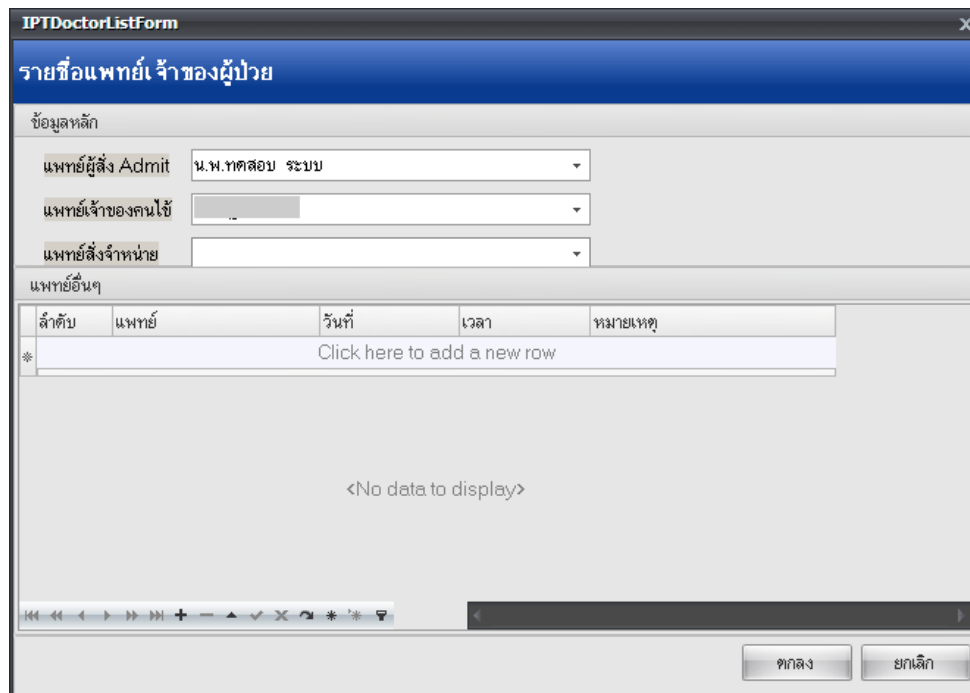 IPTDoctorListForm
รายชื่อแพทย์เจ้าของผู้ป่วย
ข้อมูลหลัก
แพทย์ผู้สั่ง Admit น.พ.ทดสอบ ระบบ
แพทย์เจ้าของคนไข้
แพทย์สั่งจำหน่าย
แพทย์อื่นๆ
ลำดับ แพทย์ วันที่ เวลา หมายเหตุ
Click here to add a new row
<No data to display>
ตกลง ยกเลิก